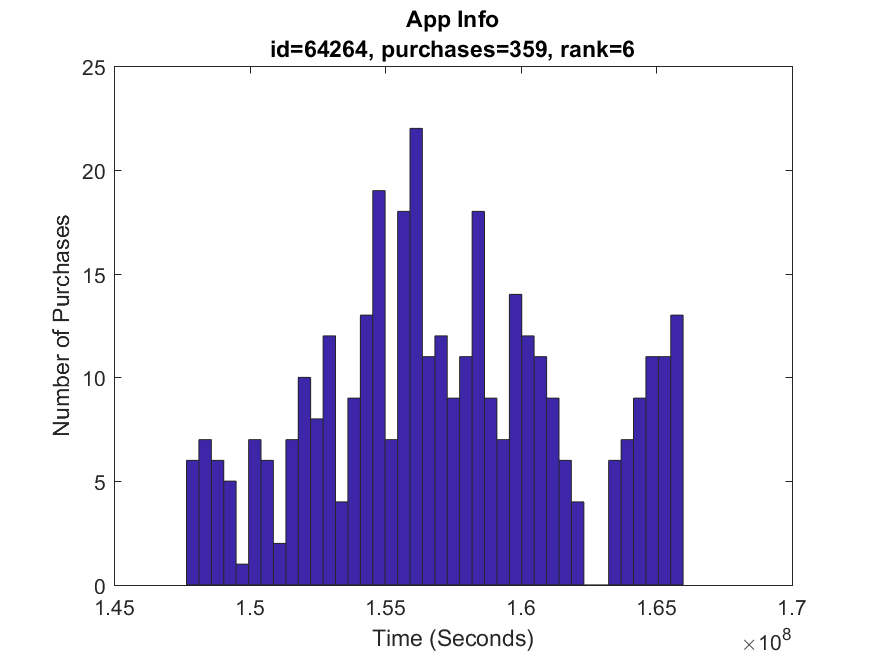 App Info
id=64264, purchases=359, rank=6
25
20
15
10
5
0
Number of Purchases
1.45 1.5 1.55 1.6 1.65 1.7
Time (Seconds)
×10^8